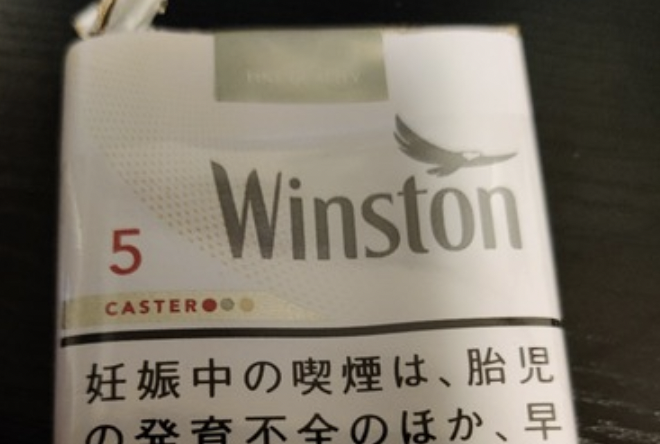 Winston
5
CASTER
妊娠中の喫煙は、胎児
の発育不全のほか、早